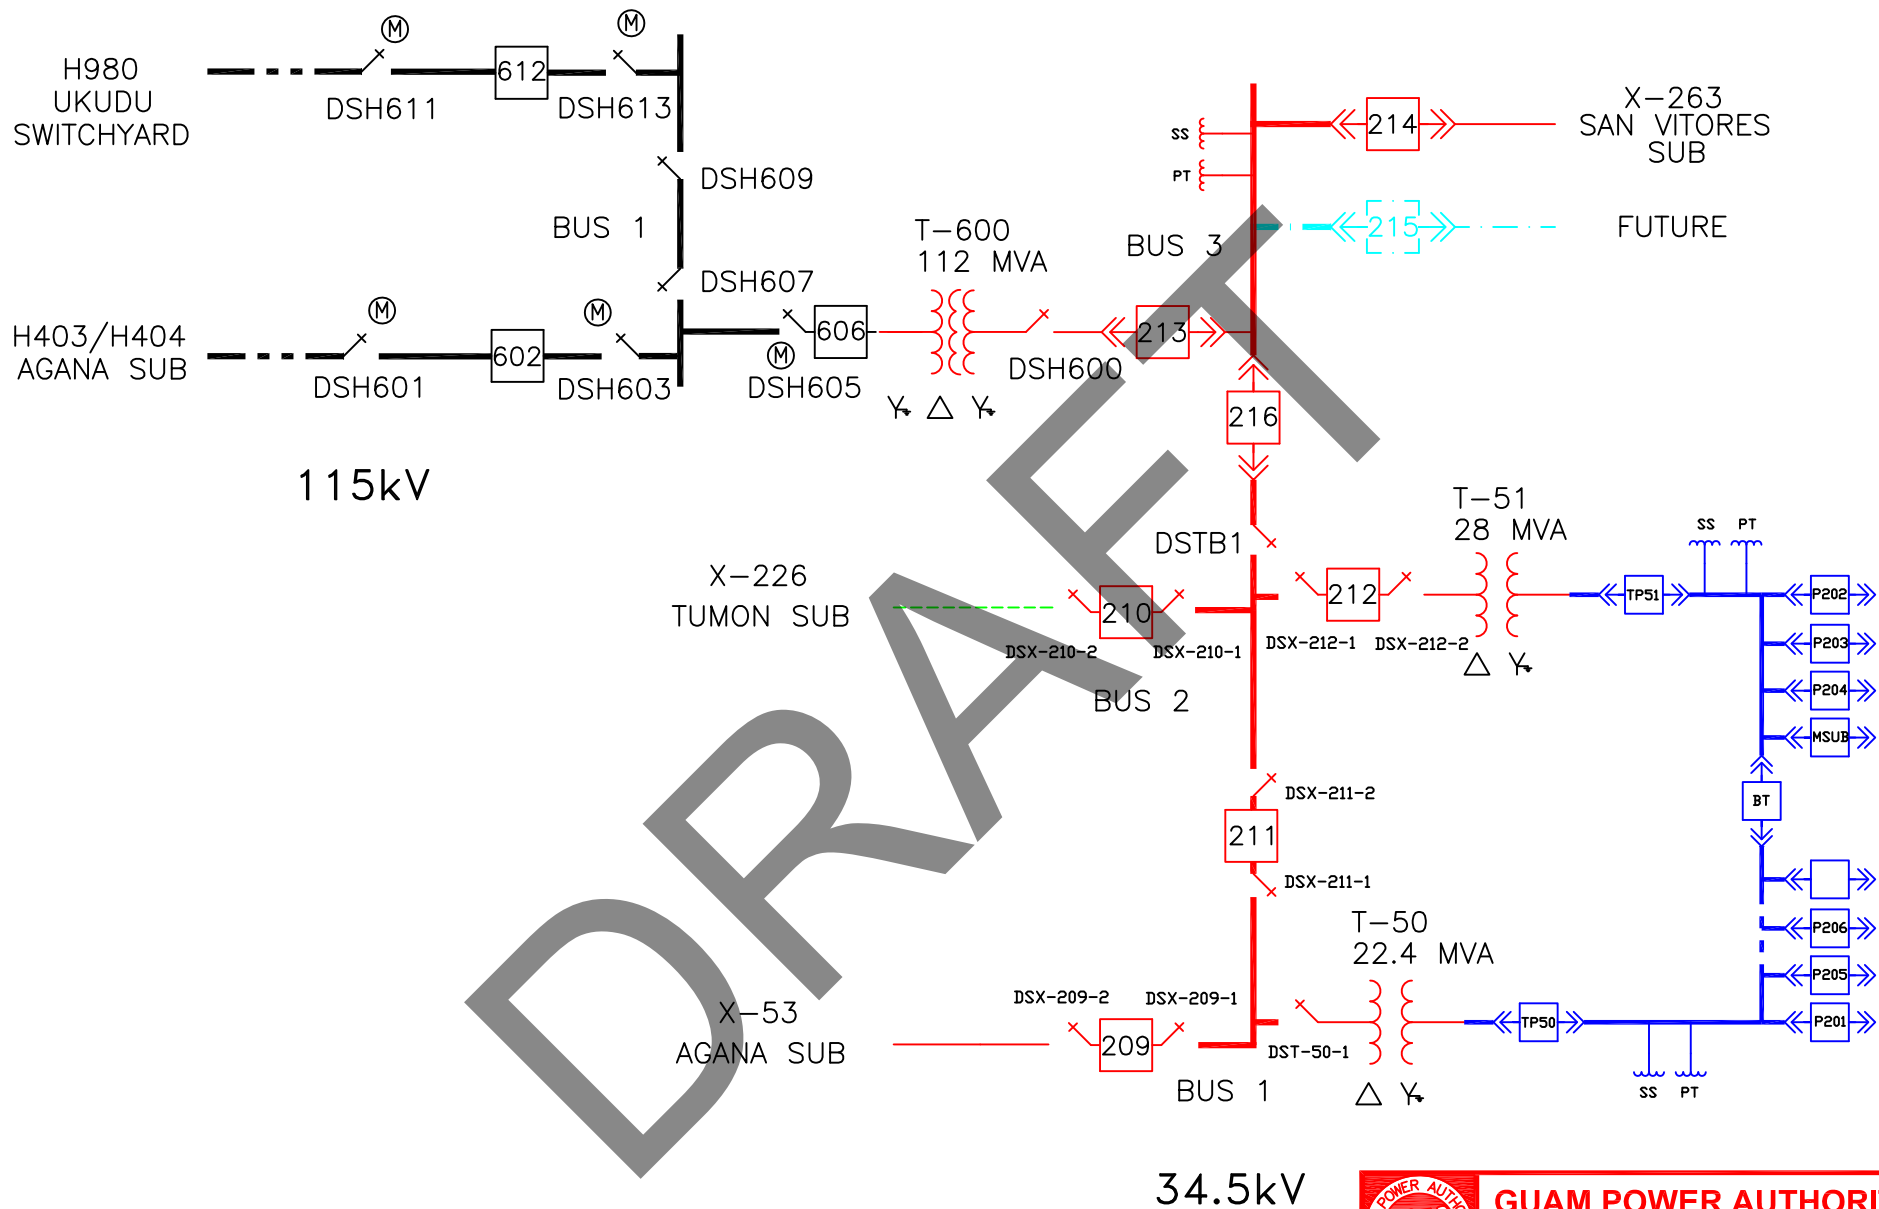 H980
UKUDU
SWITCHYARD
M
DSH611
612
M
DSH613
DSH609
BUS 1
DSH607
H403/H404
AGANA SUB
M
DSH601
602
M
DSH603
M
DSH605
606
T-600
112 MVA
DSH600
213
115kV
BUS 3
SS
PT
214
X-263
SAN VITORES
SUB
215
FUTURE
216
DSTB1
X-226
TUMON SUB
210
DSX-210-2
DSX-210-1
BUS 2
212
DSX-212-1
DSX-212-2
T-51
28 MVA
TP51
SS
PT
P202
P203
P204
MSUB
BT
P206
P205
P201
DSX-211-2
211
DSX-211-1
T-50
22.4 MVA
X-53
AGANA SUB
DSX-209-2
DSX-209-1
209
DST-50-1
BUS 1
TP50
SS
PT
34.5kV
DRAFT
POWER AUTHO
GUAM POWER AUTHORI